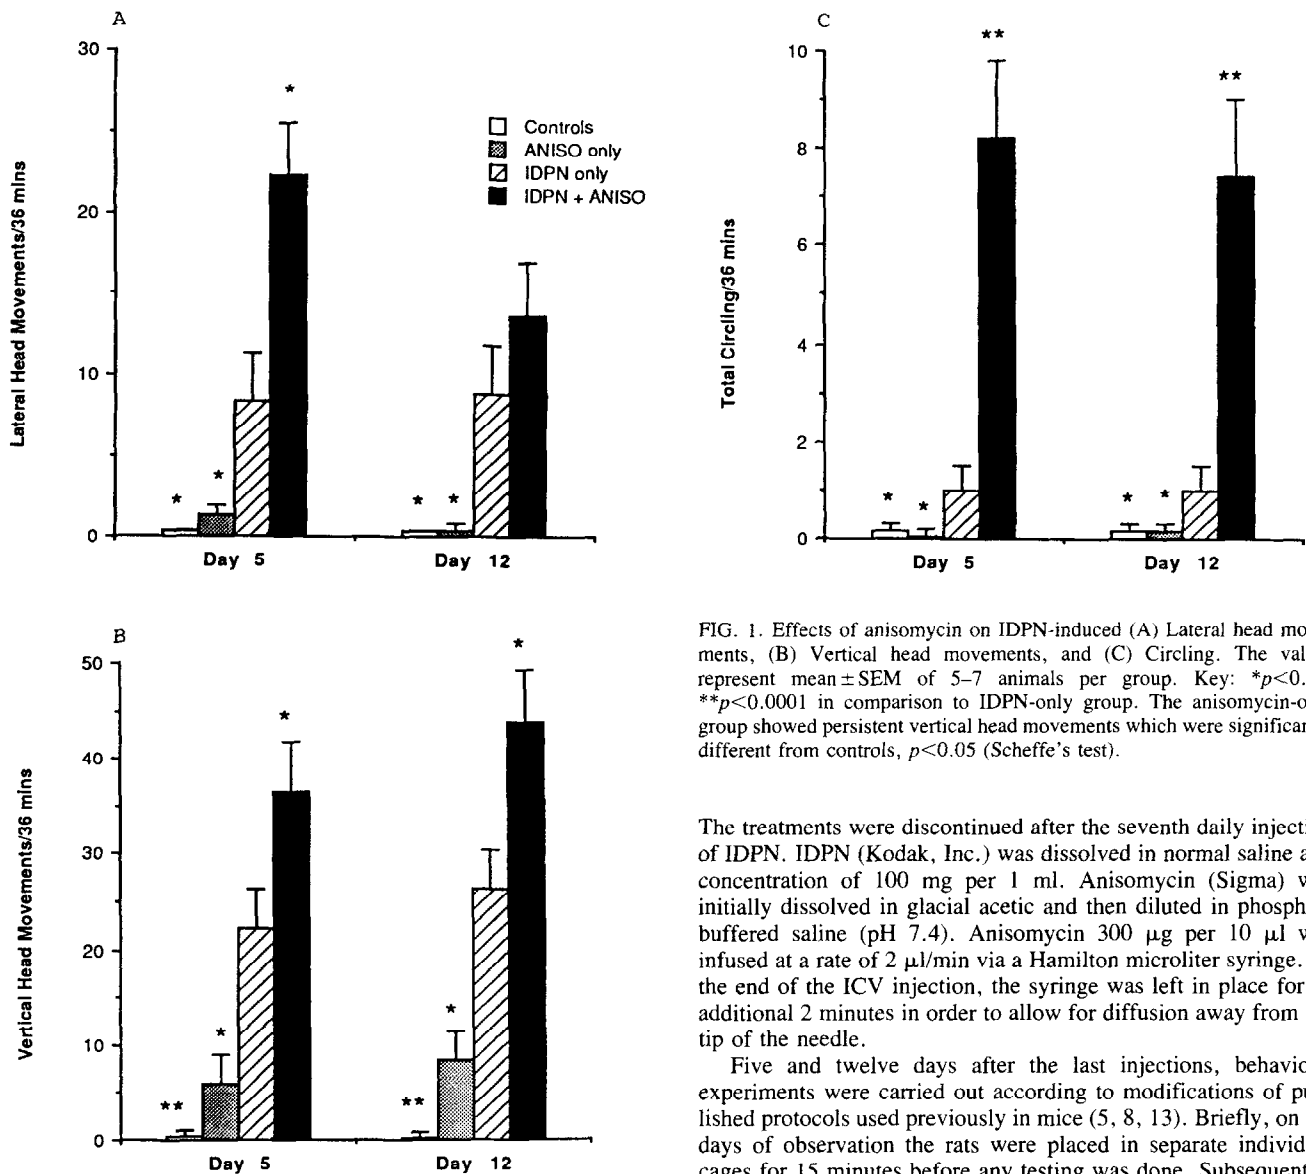 A
30
20
10
0
Lateral Head Movements/36 mins
* * * * *
Controls
ANISO only
IDPN only
IDPN + ANISO
Day 5 Day 12
B
50
40
30
20
10
0
Vertical Head Movements/36 mins
** * * ** * *
Day 5 Day 12
C
10
8
6
4
2
0
Total Circling/36 mins
* * ** * * **
Day 5 Day 12
FIG. 1. Effects of anisomycin on IDPN-induced (A) Lateral head mo
ments, (B) Vertical head movements, and (C) Circling. The val
represent mean ± SEM of 5–7 animals per group. Key: *p<0.
**p<0.0001 in comparison to IDPN-only group. The anisomycin-o
group showed persistent vertical head movements which were significan
different from controls, p<0.05 (Scheffe's test).
The treatments were discontinued after the seventh daily injecti
of IDPN. IDPN (Kodak, Inc.) was dissolved in normal saline a
concentration of 100 mg per 1 ml. Anisomycin (Sigma) w
initially dissolved in glacial acetic and then diluted in phosph
buffered saline (pH 7.4). Anisomycin 300 μg per 10 μl w
infused at a rate of 2 μl/min via a Hamilton microliter syringe.
the end of the ICV injection, the syringe was left in place for
additional 2 minutes in order to allow for diffusion away from
tip of the needle.
Five and twelve days after the last injections, behavio
experiments were carried out according to modifications of pu
lished protocols used previously in mice (5, 8, 13). Briefly, on
days of observation the rats were placed in separate individ
cages for 15 minutes before any testing was done. Subsequent